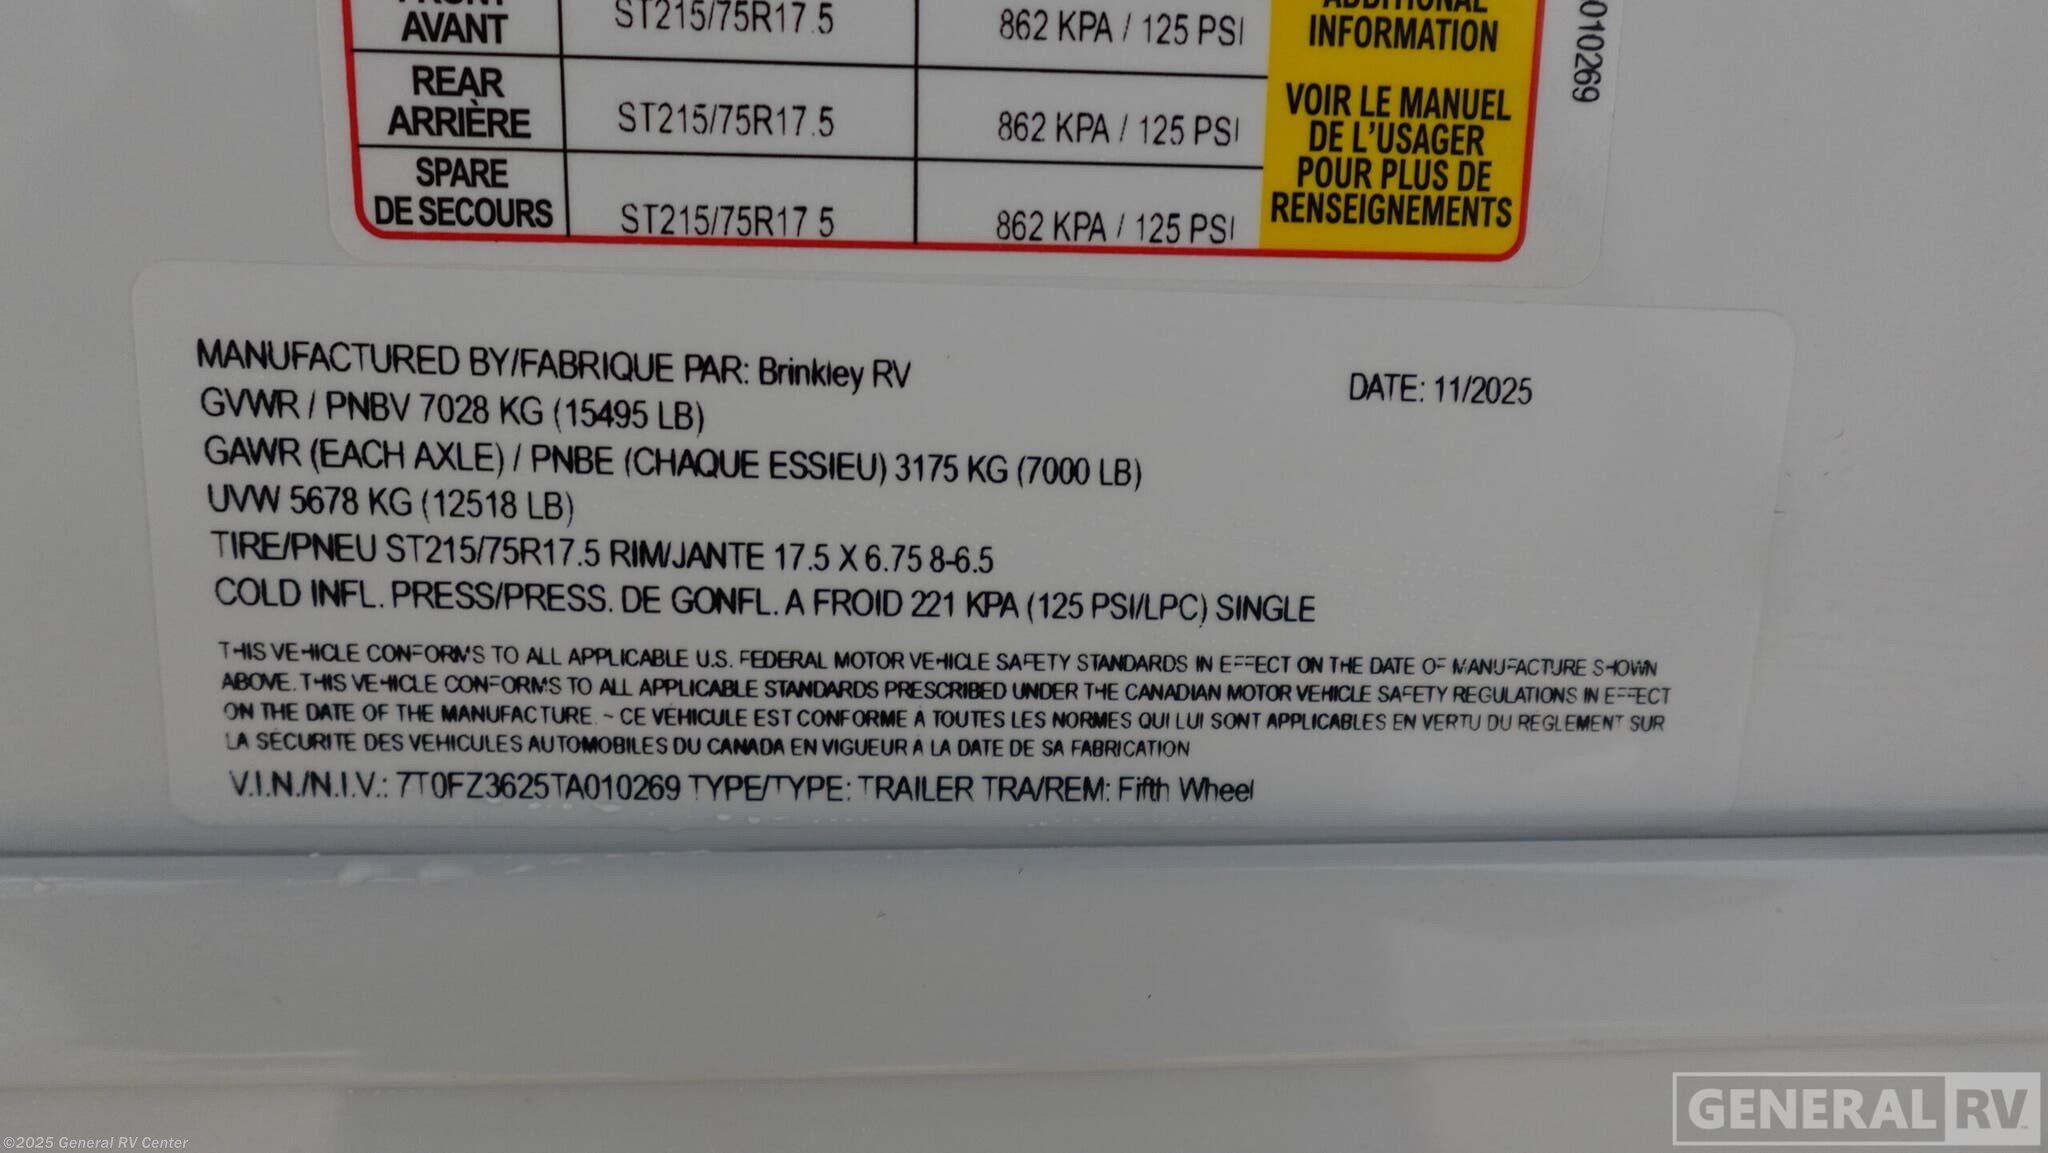 FRONT
AVANT
ST215/75R17.5
862 KPA / 125 PSI
ADDITIONAL
INFORMATION
REAR
ARRIÈRE
ST215/75R17.5
862 KPA / 125 PSI
VOIR LE MANUEL
DE L'USAGER
POUR PLUS DE
RENSEIGNEMENTS
SPARE
DE SECOURS
ST215/75R17 5
862 KPA / 125 PSI
010269
MANUFACTURED BY/FABRIQUE PAR: Brinkley RV
DATE: 11/2025
GVWR / PNBV 7028 KG (15495 LB)
GAWR (EACH AXLE) / PNBE (CHAQUE ESSIEU) 3175 KG (7000 LB)
UVW 5678 KG (12518 LB)
TIRE/PNEU ST215/75R17.5 RIM/JANTE 17.5 X 6.75 8-6.5
COLD INFL. PRESS/PRESS. DE GONFL. A FROID 221 KPA (125 PSI/LPC) SINGLE
THIS VEHICLE CONFORMS TO ALL APPLICABLE U.S. FEDERAL MOTOR VEHICLE SAFETY STANDARDS IN EFFECT ON THE DATE OF MANUFACTURE SHOWN
ABOVE. THIS VEHICLE CONFORMS TO ALL APPLICABLE STANDARDS PRESCRIBED UNDER THE CANADIAN MOTOR VEHICLE SAFETY REGULATIONS IN EFFECT
ON THE DATE OF THE MANUFACTURE. ~ CE VÉHICULE EST CONFORME À TOUTES LES NORMES QUI LUI SONT APPLICABLES EN VERTU DU RÈGLEMENT SUR
LA SÉCURITÉ DES VÉHICULES AUTOMOBILES DU CANADA EN VIGUEUR À LA DATE DE SA FABRICATION
V.I.N./N.I.V.: 7T0FZ3625TA010269 TYPE/TYPE: TRAILER TRA/REM: Fifth Wheel
GENERAL RV
©2025 General RV Center